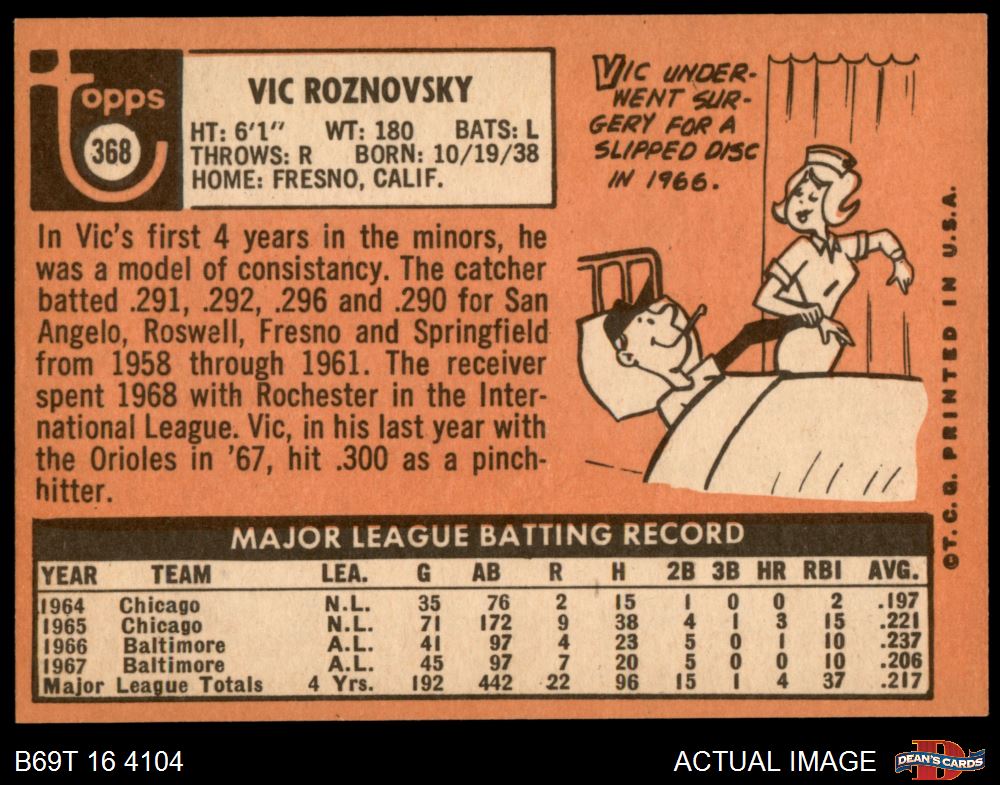 Topps
368
VIC ROZNOVSKY
HT: 6'1" WT: 180 BATS: L
THROWS: R BORN: 10/19/38
HOME: FRESNO, CALIF.
VIC UNDER-
WENT SUR-
GERY FOR A
SLIPPED DISC
IN 1966.
In Vic's first 4 years in the minors, he
was a model of consistancy. The catcher
batted .291, .292, .296 and .290 for San
Angelo, Roswell, Fresno and Springfield
from 1958 through 1961. The receiver
spent 1968 with Rochester in the Inter-
national League. Vic, in his last year with
the Orioles in '67, hit .300 as a pinch-
hitter.
©T. C. G. PRINTED IN U.S.A.
MAJOR LEAGUE BATTING RECORD
YEAR TEAM LEA. G AB R H 2B 3B HR RBI AVG.
1964 Chicago N.L. 35 76 2 15 1 0 0 2 .197
1965 Chicago N.L. 71 172 9 38 4 1 3 15 .221
1966 Baltimore A.L. 41 97 4 23 5 0 1 10 .237
1967 Baltimore A.L. 45 97 7 20 5 0 0 10 .206
Major League Totals 4 Yrs. 192 442 22 96 15 1 4 37 .217
B69T 16 4104
ACTUAL IMAGE
DEAN'S CARDS